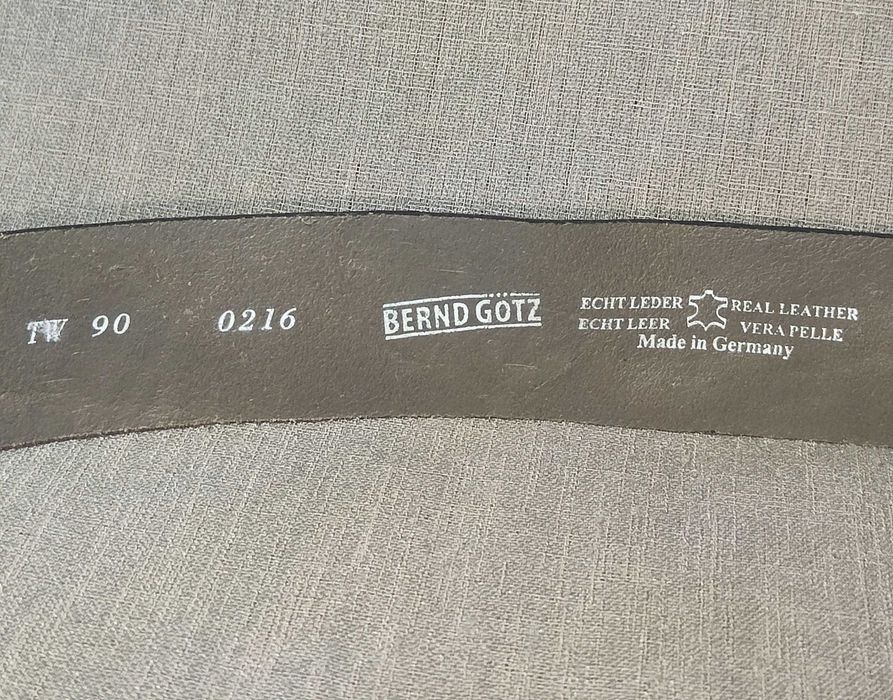 TW 90 0216 BERND GÖTZ
ECHT LEDER REAL LEATHER
ECHT LEER VERA PELLE
Made in Germany